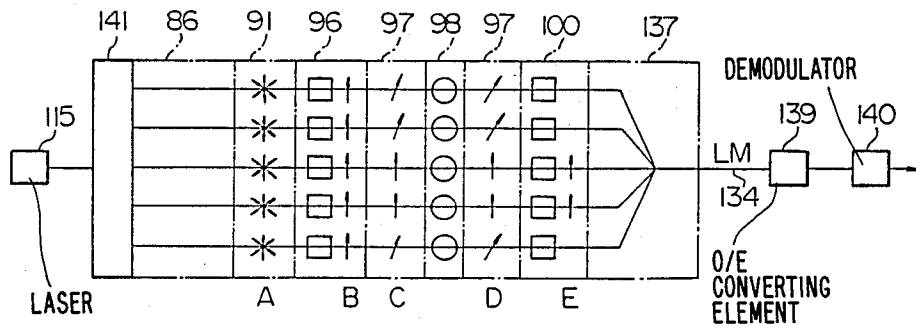 141 86 91 96 97 98 97 100 137
DEMODULATOR
115
139
140
LM
134
LASER
A B C D E
O/E
CONVERTING
ELEMENT